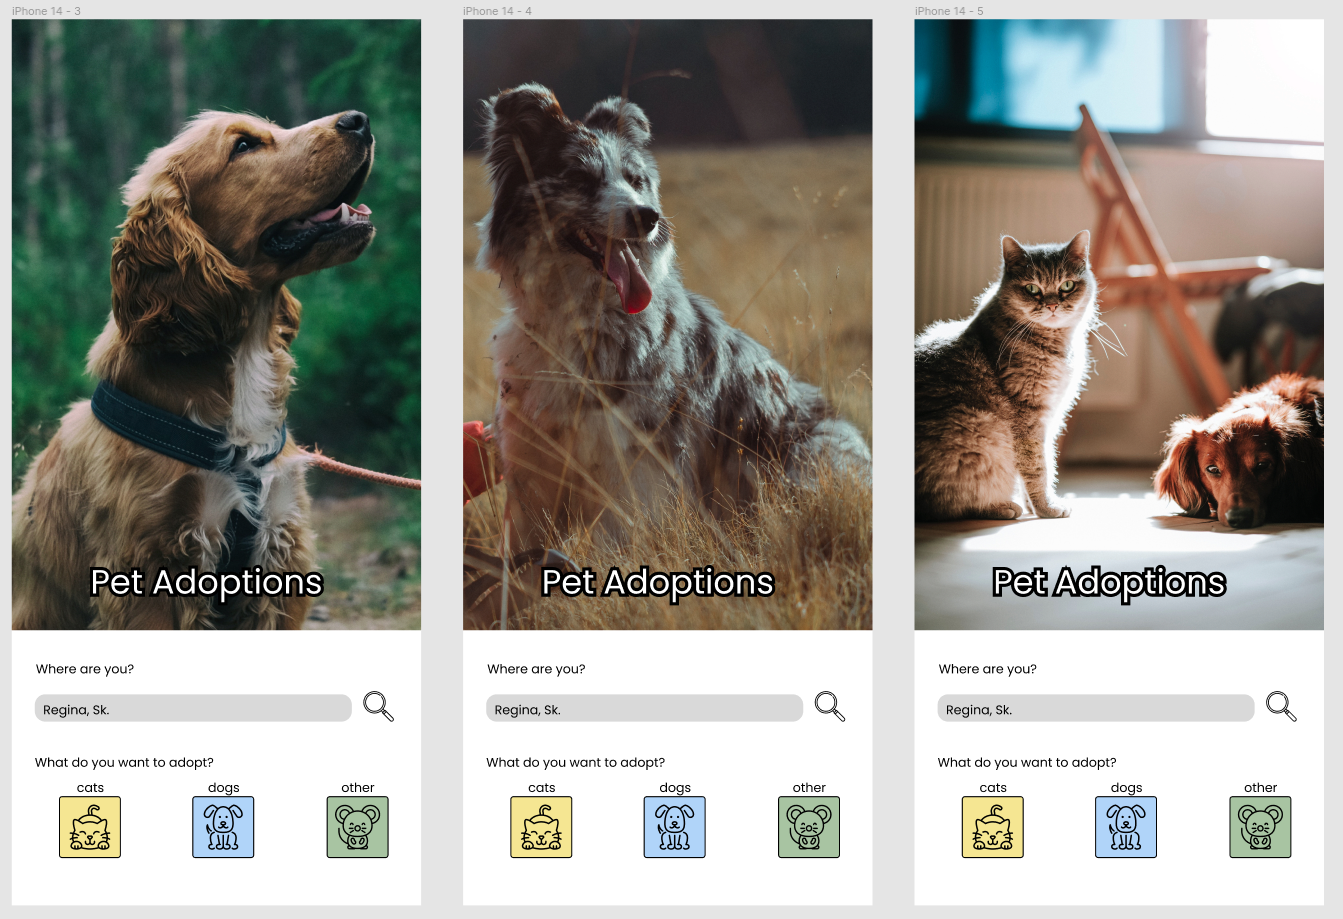 iPhone 14 - 3
Pet Adoptions
Where are you?
Regina, Sk.
What do you want to adopt?
cats dogs other
iPhone 14 - 4
Pet Adoptions
Where are you?
Regina, Sk.
What do you want to adopt?
cats dogs other
iPhone 14 - 5
Pet Adoptions
Where are you?
Regina, Sk.
What do you want to adopt?
cats dogs other